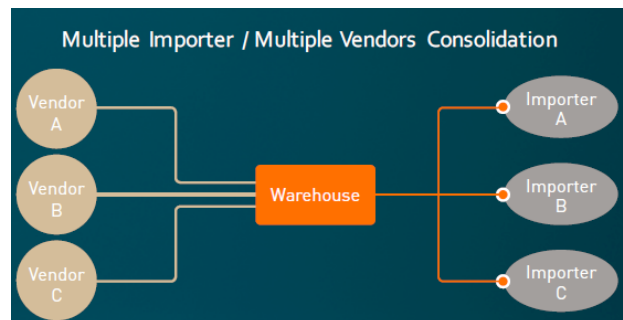 Multiple Importer / Multiple Vendors Consolidation
Vendor
A
Vendor
B
Vendor
C
Warehouse
Importer
A
Importer
B
Importer
C